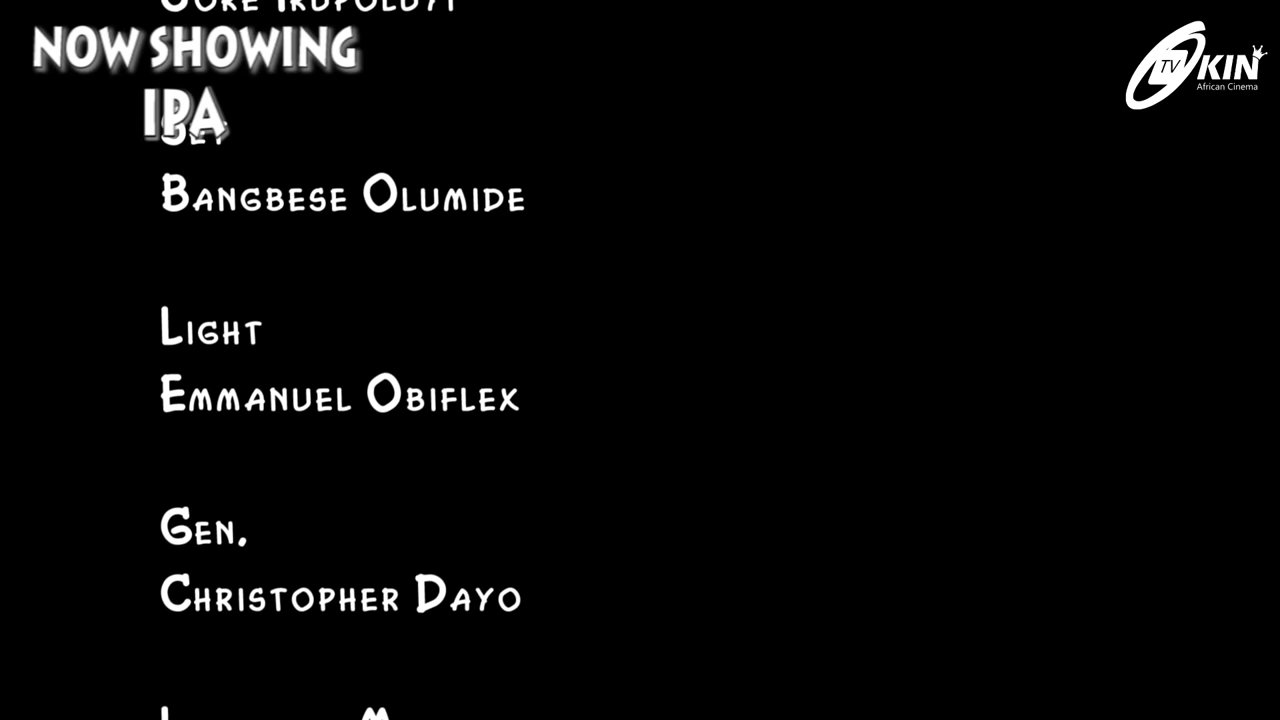 NOW SHOWING
IPA
TV
KIN
African Cinema
BANGBESE OLUMIDE
LIGHT
EMMANUEL OBIFLEX
GEN.
CHRISTOPHER DAYO